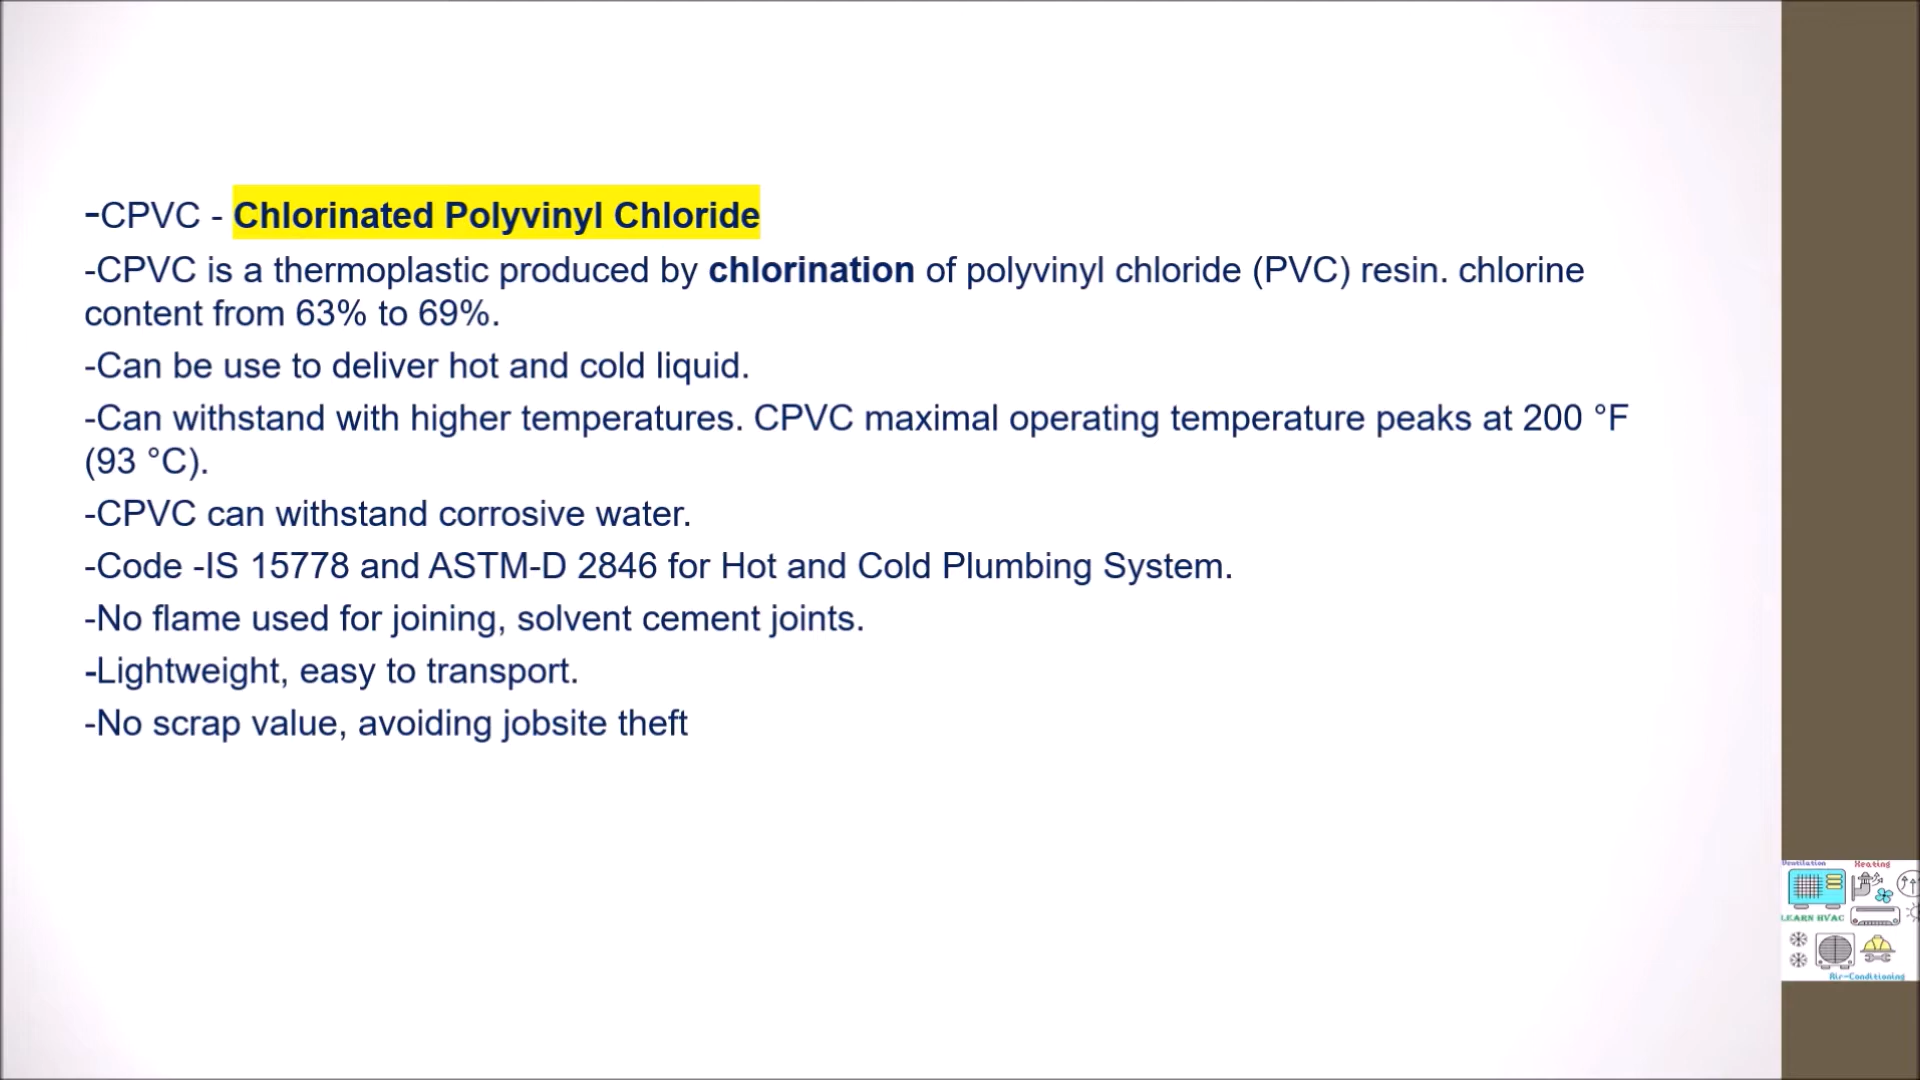 -CPVC - Chlorinated Polyvinyl Chloride
-CPVC is a thermoplastic produced by chlorination of polyvinyl chloride (PVC) resin. chlorine
content from 63% to 69%.
-Can be use to deliver hot and cold liquid.
-Can withstand with higher temperatures. CPVC maximal operating temperature peaks at 200 °F
(93 °C).
-CPVC can withstand corrosive water.
-Code -IS 15778 and ASTM-D 2846 for Hot and Cold Plumbing System.
-No flame used for joining, solvent cement joints.
-Lightweight, easy to transport.
-No scrap value, avoiding jobsite theft
Ventilation Heating
LEARN HVAC
Air-Conditioning